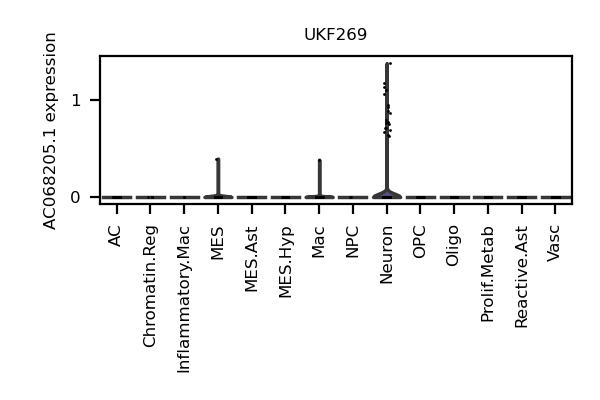 UKF269
AC068205.1 expression
1
0
AC
Chromatin.Reg
Inflammatory.Mac
MES
MES.Ast
MES.Hyp
Mac
NPC
Neuron
OPC
Oligo
Prolif.Metab
Reactive.Ast
Vasc